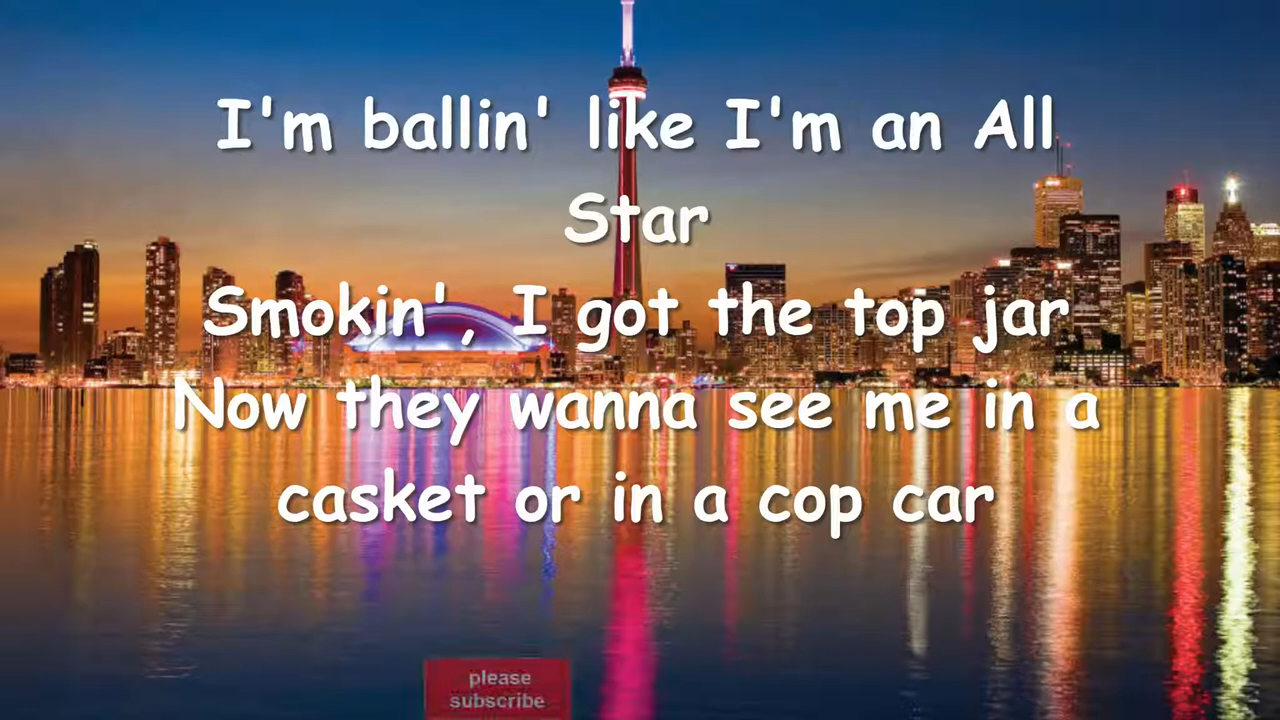 I'm ballin' like I'm an All
Star
Smokin', I got the top jar
Now they wanna see me in a
casket or in a cop car
please
subscribe